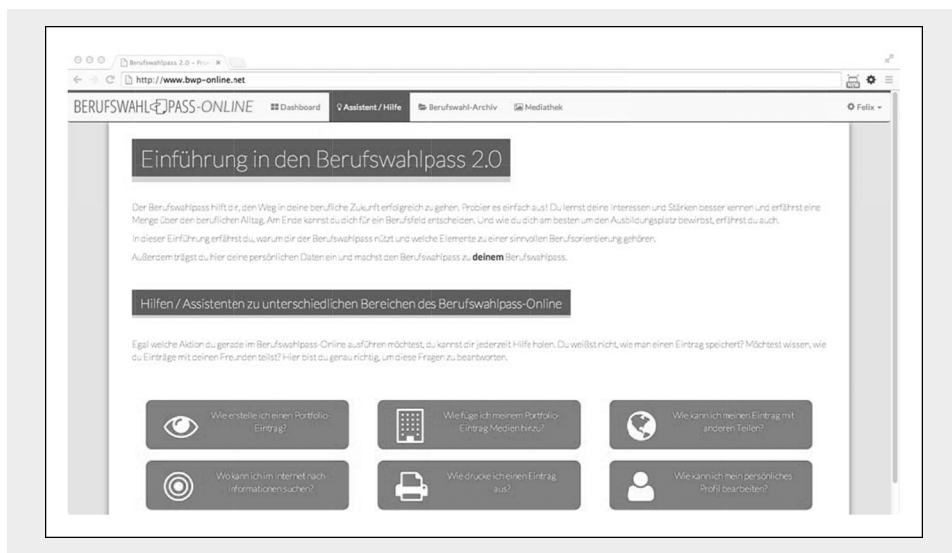 Berufswahlpass 2.0 - Pro
http://www.bwp-online.net
BERUFSWAHL PASS-ONLINE Dashboard Assistent / Hilfe Berufswahl-Archiv Mediathek Felix
Einführung in den Berufswahlpass 2.0
Der Berufswahlpass hilft dir, den Weg in deine berufliche Zukunft erfolgreich zu gehen. Probier es einfach aus! Du lernst deine Interessen und Stärken besser kennen und erfährst eine
Menge über den beruflichen Alltag. Am Ende kannst du dich für ein Berufsfeld entscheiden. Und wie du dich am besten um den Ausbildungsplatz bewirbst, erfährst du auch.
In dieser Einführung erfährst du, warum dir der Berufswahlpass nützt und welche Elemente zu einer sinnvollen Berufsorientierung gehören.
Außerdem trägst du hier deine persönlichen Daten ein und machst den Berufswahlpass zu deinem Berufswahlpass.
Hilfen / Assistenten zu unterschiedlichen Bereichen des Berufswahlpass-Online
Egal welche Aktion du gerade im Berufswahlpass-Online ausführen möchtest, du kannst dir jederzeit Hilfe holen. Du weißt nicht, wie man einen Eintrag speichert? Möchtest wissen, wie
du Einträge mit deinen Freunden teilst? Hier bist du genau richtig, um diese Fragen zu beantworten.
Wie erstelle ich einen Portfolio-
Eintrag?
Wie füge ich meinem Portfolio-
Eintrag Medien hinzu?
Wie kann ich meinen Eintrag mit
anderen Teilen?
Wo kann ich im Internet nach
Informationen suchen?
Wie drucke ich einen Eintrag
aus?
Wie kann ich mein persönliches
Profil bearbeiten?